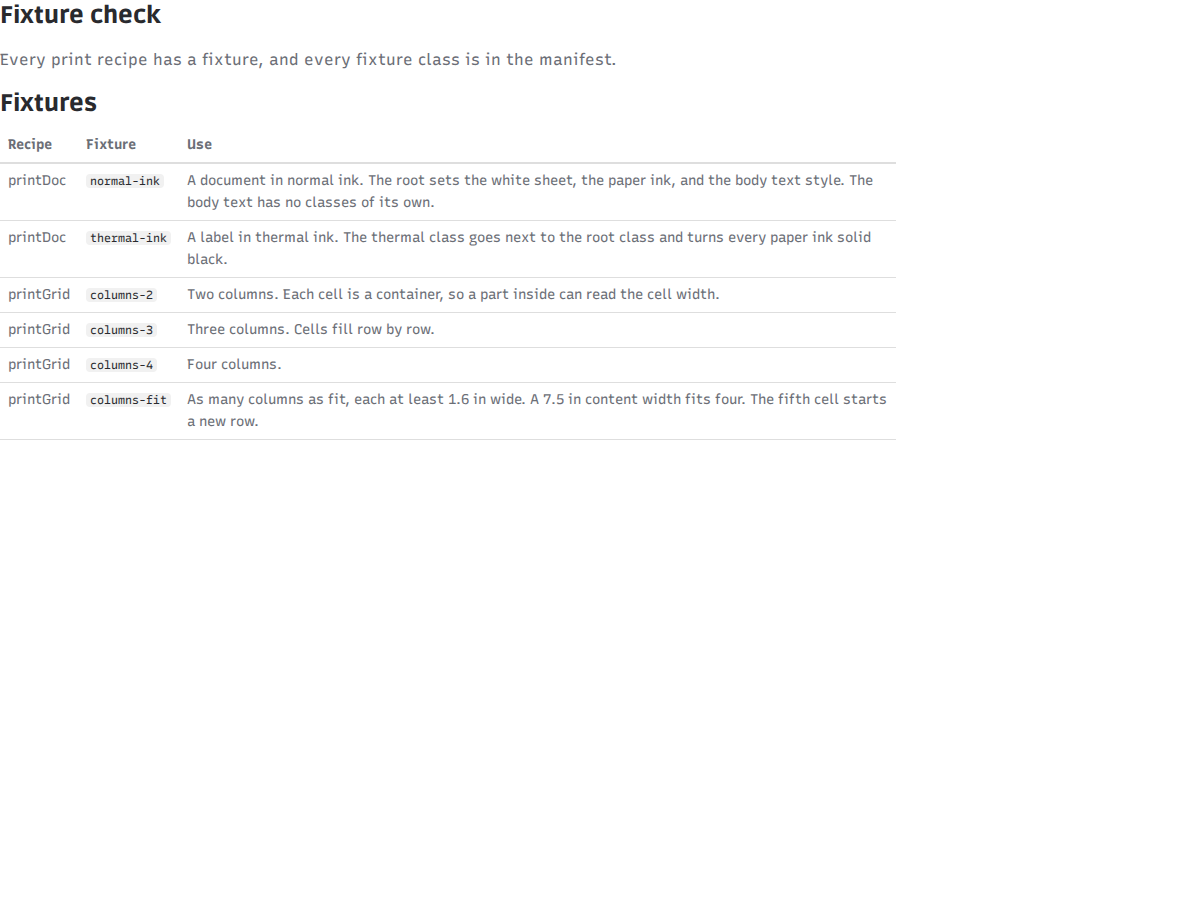 Fixture check
Every print recipe has a fixture, and every fixture class is in the manifest.
Fixtures
Recipe Fixture Use
printDoc normal-ink A document in normal ink. The root sets the white sheet, the paper ink, and the body text style. The
body text has no classes of its own.
printDoc thermal-ink A label in thermal ink. The thermal class goes next to the root class and turns every paper ink solid
black.
printGrid columns-2 Two columns. Each cell is a container, so a part inside can read the cell width.
printGrid columns-3 Three columns. Cells fill row by row.
printGrid columns-4 Four columns.
printGrid columns-fit As many columns as fit, each at least 1.6 in wide. A 7.5 in content width fits four. The fifth cell starts
a new row.